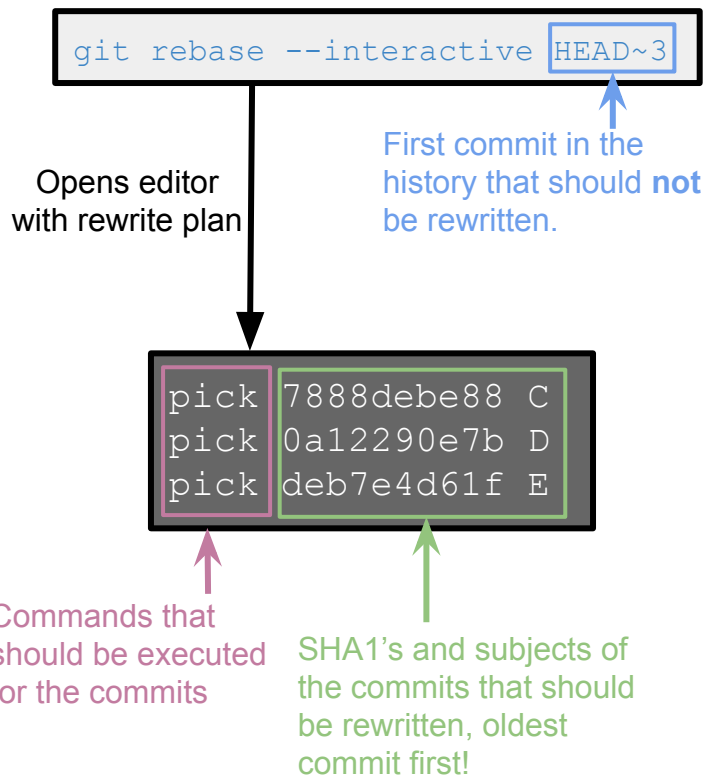 git rebase --interactive HEAD~3
First commit in the
history that should not
be rewritten.
Opens editor
with rewrite plan
pick 7888debe88 C
pick 0a12290e7b D
pick deb7e4d61f E
Commands that
should be executed
for the commits
SHA1’s and subjects of
the commits that should
be rewritten, oldest
commit first!